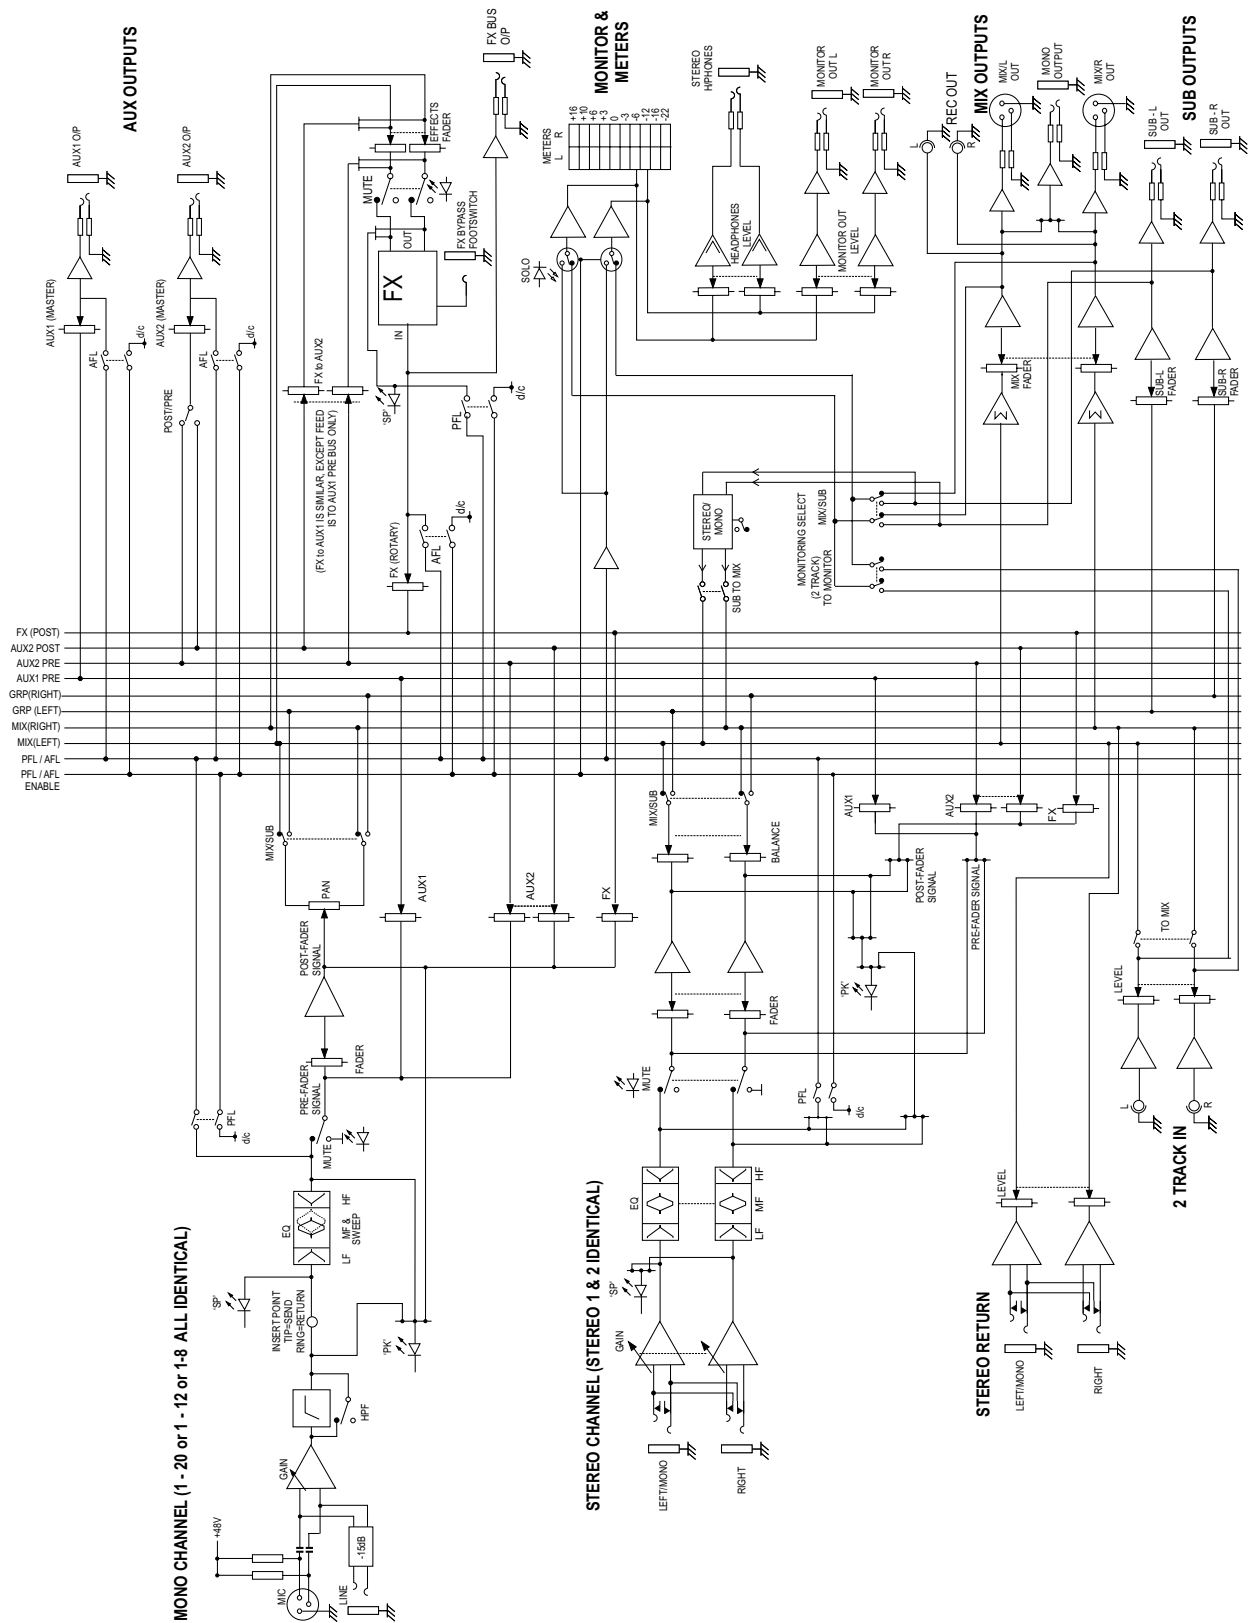 AUX OUTPUTS
AUX1 O/P
AUX2 O/P
AUX1 (MASTER)
AUX2 (MASTER)
AFL
d/c
POST/PRE
AFL
d/c
FX to AUX2
(FX to AUX1 IS SIMILAR, EXCEPT FEED
IS TO AUX1 PRE BUS ONLY)
EFFECTS
FADER
MUTE
OUT
FX
IN
FX BYPASS
FOOTSWITCH
'SP'
PFL
d/c
FX (ROTARY)
AFL
d/c
FX BUS
O/P
MONITOR &
METERS
METERS
L R
+16
+10
+6
+3
0
-3
-6
-12
-16
-22
SOLO
STEREO
H/PHONES
HEADPHONES
LEVEL
MONITOR
OUT L
MONITOR
OUT R
MONITOR OUT
LEVEL
STEREO/
MONO
SUB TO MIX
MONITORING SELECT
(2 TRACK)
TO MONITOR
MIX/SUB
MIX OUTPUTS
REC OUT
L
R
MIX/L
OUT
MONO
OUTPUT
MIX/R
OUT
MIX
FADER
Σ
Σ
SUB OUTPUTS
SUB - L
OUT
SUB - R
OUT
SUB-L
FADER
SUB-R
FADER
FX (POST)
AUX2 POST
AUX2 PRE
AUX1 PRE
GRP(RIGHT)
GRP (LEFT)
MIX(RIGHT)
MIX(LEFT)
PFL / AFL
PFL / AFL
ENABLE
MONO CHANNEL (1 - 20 or 1 - 12 or 1-8 ALL IDENTICAL)
MIC
+48V
LINE
-15dB
GAIN
HPF
INSERT POINT
TIP=SEND
RING=RETURN
'SP'
'PK'
EQ
LF
MF &
SWEEP
HF
MUTE
PFL
d/c
PRE-FADER
SIGNAL
FADER
POST-FADER
SIGNAL
PAN
MIX/SUB
AUX1
AUX2
FX
STEREO CHANNEL (STEREO 1 & 2 IDENTICAL)
LEFT/MONO
RIGHT
GAIN
'SP'
EQ
LF
MF
HF
MUTE
PFL
d/c
FADER
'PK'
BALANCE
MIX/SUB
POST-FADER
SIGNAL
PRE-FADER SIGNAL
AUX1
AUX2
FX
STEREO RETURN
LEFT/MONO
RIGHT
LEVEL
2 TRACK IN
L
R
LEVEL
TO MIX